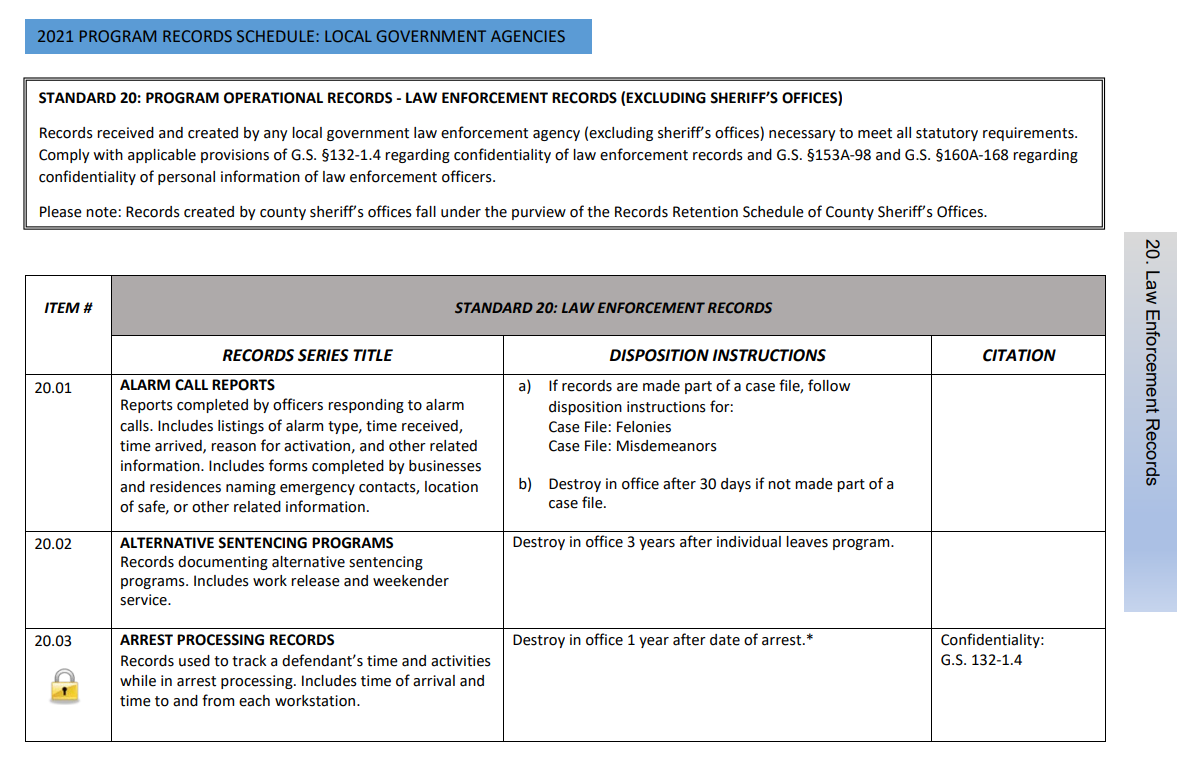 2021 PROGRAM RECORDS SCHEDULE: LOCAL GOVERNMENT AGENCIES
STANDARD 20: PROGRAM OPERATIONAL RECORDS - LAW ENFORCEMENT RECORDS (EXCLUDING SHERIFF’S OFFICES)
Records received and created by any local government law enforcement agency (excluding sheriff’s offices) necessary to meet all statutory requirements.
Comply with applicable provisions of G.S. §132-1.4 regarding confidentiality of law enforcement records and G.S. §153A-98 and G.S. §160A-168 regarding
confidentiality of personal information of law enforcement officers.
Please note: Records created by county sheriff’s offices fall under the purview of the Records Retention Schedule of County Sheriff’s Offices.
ITEM #
STANDARD 20: LAW ENFORCEMENT RECORDS
RECORDS SERIES TITLE
DISPOSITION INSTRUCTIONS
CITATION
20.01
ALARM CALL REPORTS
Reports completed by officers responding to alarm
calls. Includes listings of alarm type, time received,
time arrived, reason for activation, and other related
information. Includes forms completed by businesses
and residences naming emergency contacts, location
of safe, or other related information.
a) If records are made part of a case file, follow
disposition instructions for:
Case File: Felonies
Case File: Misdemeanors
b) Destroy in office after 30 days if not made part of a
case file.
20.02
ALTERNATIVE SENTENCING PROGRAMS
Records documenting alternative sentencing
programs. Includes work release and weekender
service.
Destroy in office 3 years after individual leaves program.
20.03
ARREST PROCESSING RECORDS
Records used to track a defendant’s time and activities
while in arrest processing. Includes time of arrival and
time to and from each workstation.
Destroy in office 1 year after date of arrest.*
Confidentiality:
G.S. 132-1.4
20. Law Enforcement Records